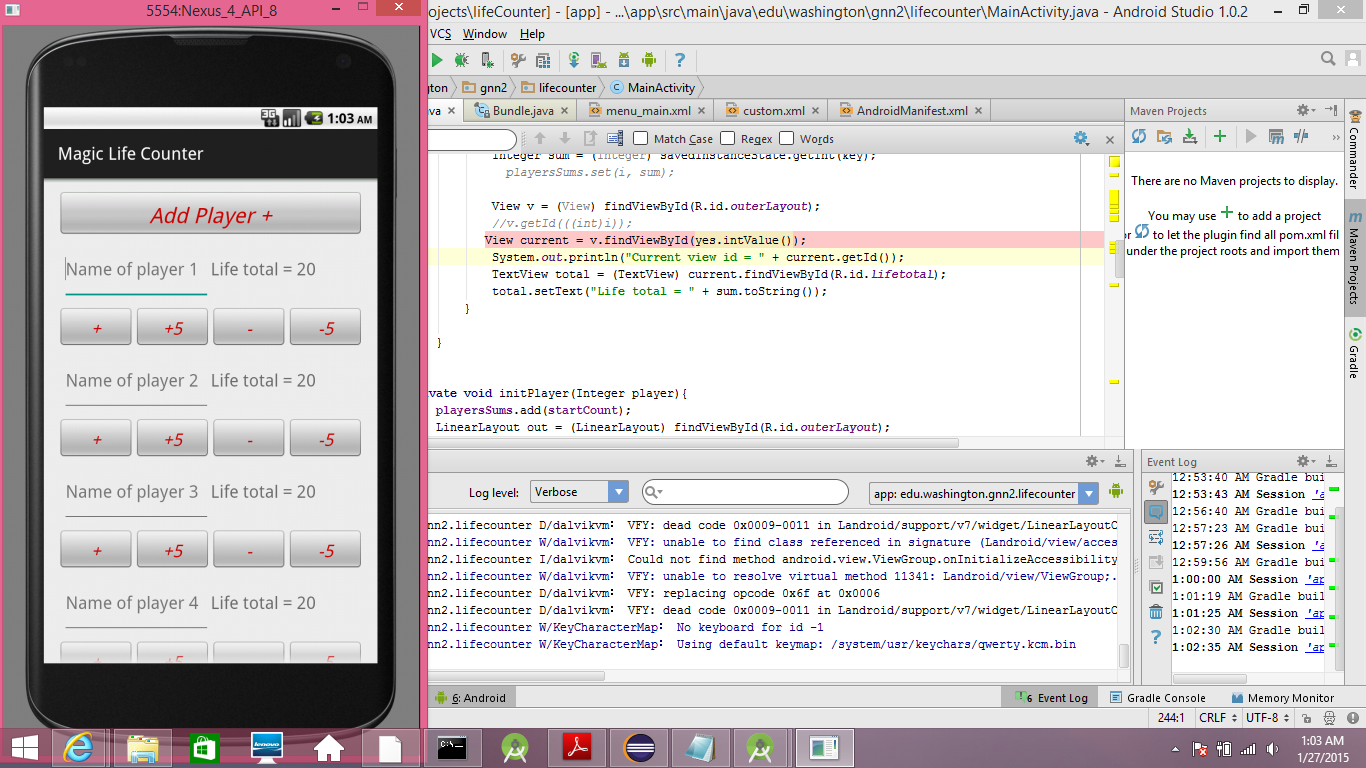 5554:Nexus_4_API_8
ojects\lifeCounter] - [app] - ...\app\src\main\java\edu\washington\gnn2\lifecounter\MainActivity.java - Android Studio 1.0.2
VCS Window Help
gton gnn2 lifecounter MainActivity
ava Bundle.java menu_main.xml custom.xml AndroidManifest.xml
Match Case Regex Words
Integer sum = (Integer) savedInstanceState.getInt(key);
playersSums.set(i, sum);
View v = (View) findViewById(R.id.outerLayout);
//v.getId(((int)i));
View current = v.findViewById(yes.intValue());
System.out.println("Current view id = " + current.getId());
TextView total = (TextView) current.findViewById(R.id.lifetotal);
total.setText("Life total = " + sum.toString());
}
}
vate void initPlayer(Integer player){
playersSums.add(startCount);
LinearLayout out = (LinearLayout) findViewById(R.id.outerLayout);
Maven Projects
There are no Maven projects to display.
You may use + to add a project
or to let the plugin find all pom.xml fil
under the project roots and import them
Commander
Maven Projects
Gradle
1:03 AM
Magic Life Counter
Add Player +
Name of player 1 Life total = 20
+ +5 - -5
Name of player 2 Life total = 20
+ +5 - -5
Name of player 3 Life total = 20
+ +5 - -5
Name of player 4 Life total = 20
+ +5 - -5
Log level: Verbose app: edu.washington.gnn2.lifecounter
gnn2.lifecounter D/dalvikvm: VFY: dead code 0x0009-0011 in Landroid/support/v7/widget/LinearLayoutC
gnn2.lifecounter W/dalvikvm: VFY: unable to find class referenced in signature (Landroid/view/acces
gnn2.lifecounter I/dalvikvm: Could not find method android.view.ViewGroup.onInitializeAccessibility
gnn2.lifecounter W/dalvikvm: VFY: unable to resolve virtual method 11341: Landroid/view/ViewGroup;.
gnn2.lifecounter D/dalvikvm: VFY: replacing opcode 0x6f at 0x0006
gnn2.lifecounter D/dalvikvm: VFY: dead code 0x0009-0011 in Landroid/support/v7/widget/LinearLayoutC
gnn2.lifecounter W/KeyCharacterMap: No keyboard for id -1
gnn2.lifecounter W/KeyCharacterMap: Using default keymap: /system/usr/keychars/qwerty.kcm.bin
Event Log
12:53:40 AM Gradle bui
12:53:43 AM Session 'a
12:56:40 AM Gradle bui
12:57:23 AM Gradle bui
12:57:26 AM Session 'a
12:59:56 AM Gradle bui
1:00:00 AM Session 'ap
1:01:19 AM Gradle buil
1:01:25 AM Session 'ap
1:02:30 AM Gradle buil
1:02:35 AM Session 'ap
6: Android 6 Event Log Gradle Console Memory Monitor
244:1 CRLF UTF-8
lenovo
1:03 AM
1/27/2015